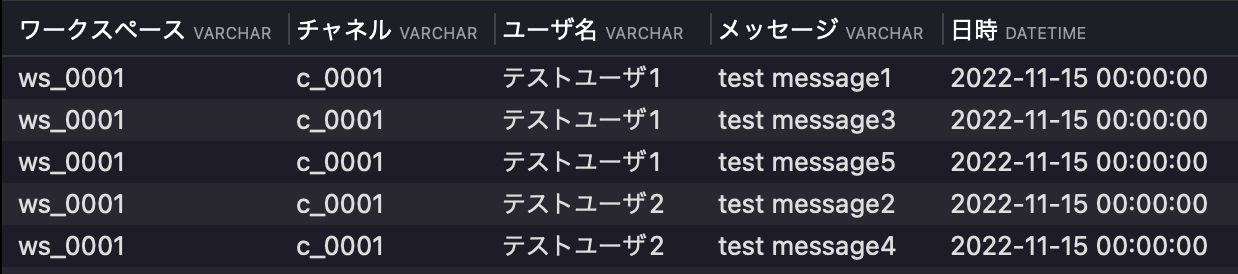 ワークスペース VARCHAR チャネル VARCHAR ユーザ名 VARCHAR メッセージ VARCHAR 日時 DATETIME
ws_0001 c_0001 テストユーザ1 test message1 2022-11-15 00:00:00
ws_0001 c_0001 テストユーザ1 test message3 2022-11-15 00:00:00
ws_0001 c_0001 テストユーザ1 test message5 2022-11-15 00:00:00
ws_0001 c_0001 テストユーザ2 test message2 2022-11-15 00:00:00
ws_0001 c_0001 テストユーザ2 test message4 2022-11-15 00:00:00